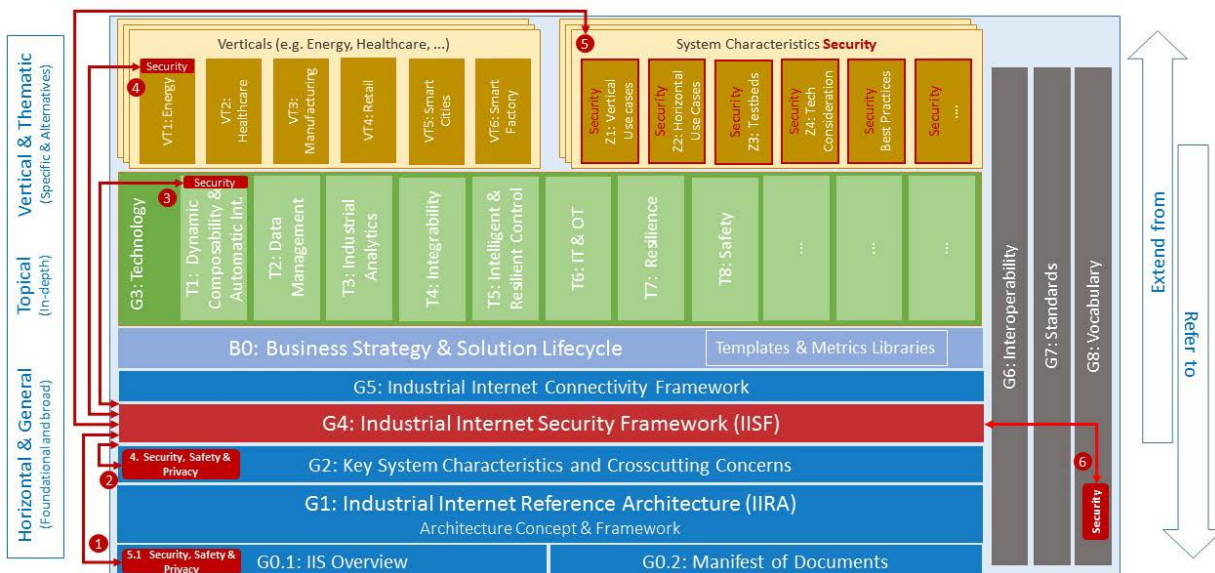 Vertical & Thematic
(Specific & Alternatives)
Topical
(In-depth)
Horizontal & General
(Foundational and broad)
Verticals (e.g. Energy, Healthcare, ...)
4
Security
VT1: Energy
VT2:
Healthcare
VT3:
Manufacturing
VT4: Retail
VT5: Smart
Cities
VT6: Smart
Factory
5
System Characteristics Security
Security
Z1: Vertical
Use cases
Security
Z2: Horizontal
Use Cases
Security
Z3: Testbeds
Security
Z4: Tech
Consideration
Security
Best Practices
Security
....
3
Security
G3: Technology
T1: Dynamic
Composability &
Automatic Int.
T2: Data
Management
T3: Industrial
Analytics
T4: Integrability
T5: Intelligent &
Resilient Control
T6: IT & OT
T7: Resilience
T8: Safety
...
...
...
B0: Business Strategy & Solution Lifecycle
Templates & Metrics Libraries
G5: Industrial Internet Connectivity Framework
G4: Industrial Internet Security Framework (IISF)
4. Security, Safety &
Privacy
2
G2: Key System Characteristics and Crosscutting Concerns
G1: Industrial Internet Reference Architecture (IIRA)
Architecture Concept & Framework
1
5.1 Security, Safety &
Privacy
G0.1: IIS Overview
G0.2: Manifest of Documents
G6: Interoperability
G7: Standards
G8: Vocabulary
6
Security
Extend from
Refer to